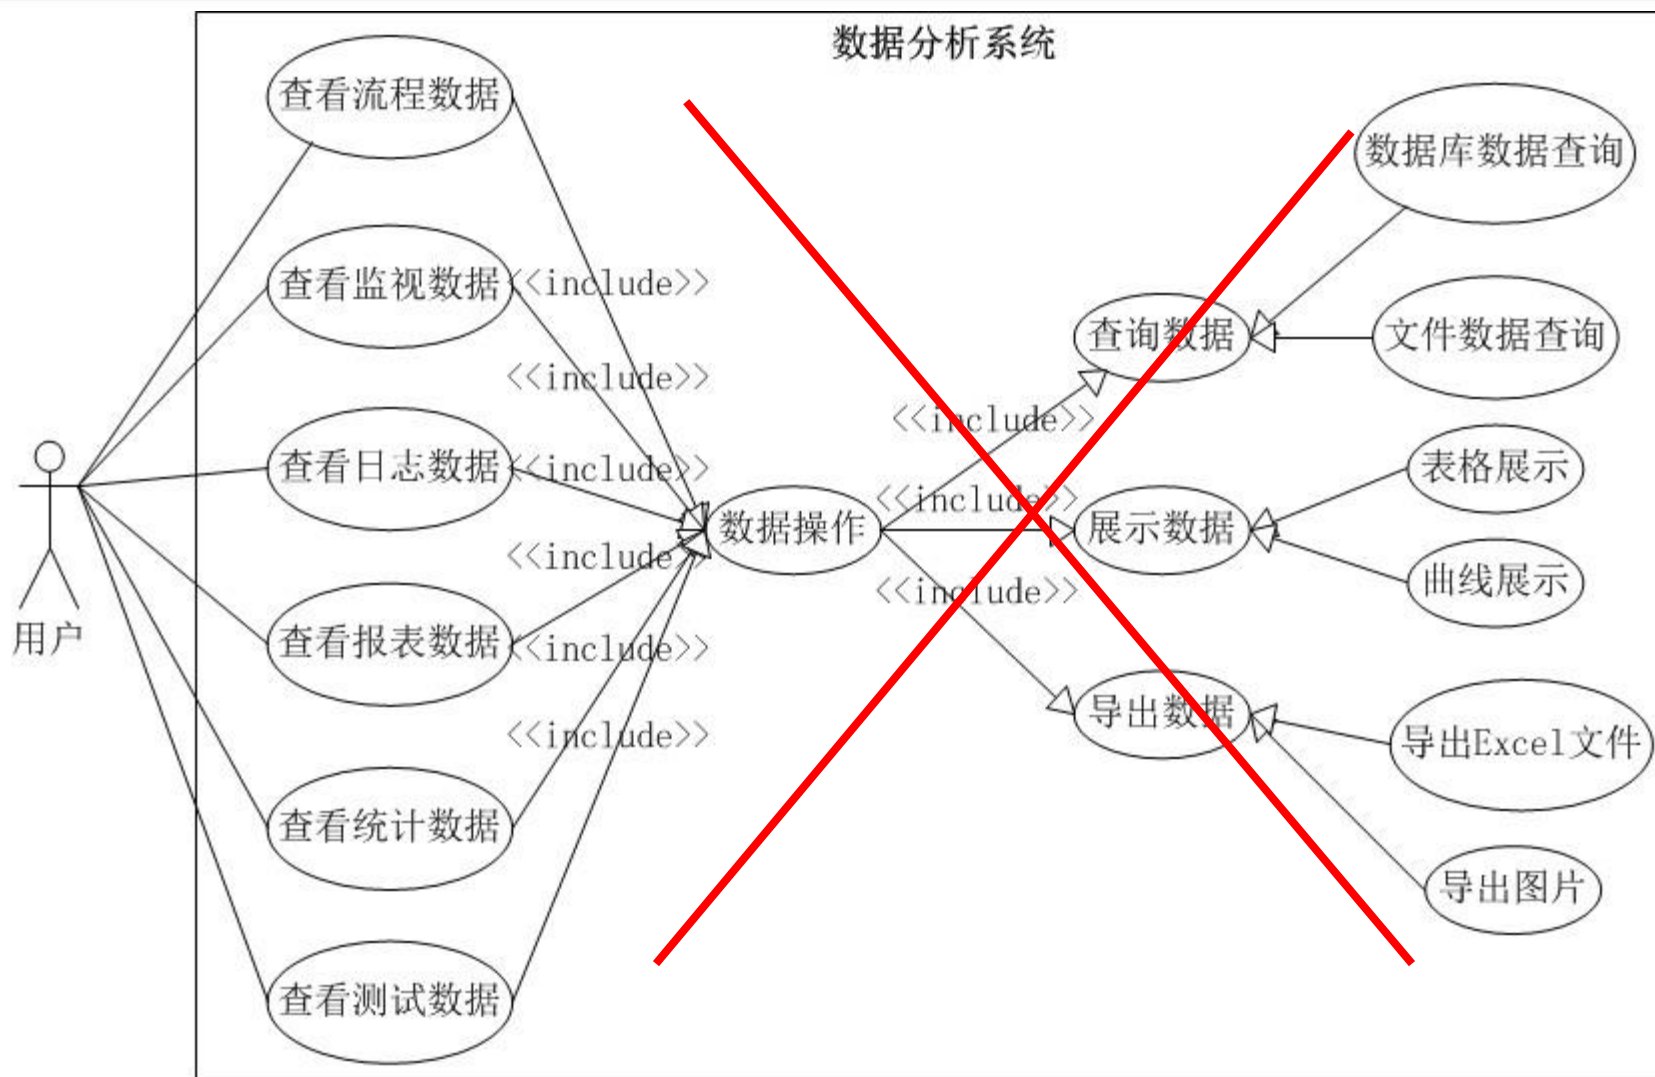 数据分析系统
查看流程数据
数据库数据查询
查看监视数据
<<include>>
查询数据
文件数据查询
<<include>>
<<include>>
查看日志数据
<<include>>
表格展示
<<include>>
数据操作
展示数据
<<include>>
<<include>>
曲线展示
用户
查看报表数据
<<include>>
导出数据
<<include>>
导出Excel文件
查看统计数据
导出图片
查看测试数据